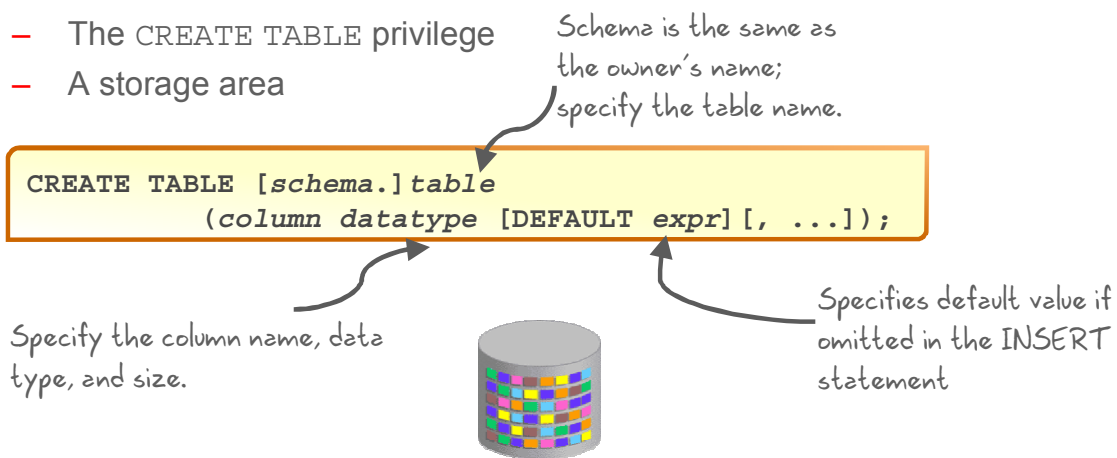 – The CREATE TABLE privilege
– A storage area
Schema is the same as
the owner's name;
specify the table name.
CREATE TABLE [schema.]table
(column datatype [DEFAULT expr][, ...]);
Specify the column name, data
type, and size.
Specifies default value if
omitted in the INSERT
statement